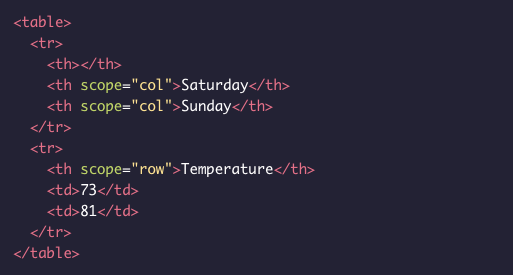 <table>
<tr>
<th></th>
<th scope="col">Saturday</th>
<th scope="col">Sunday</th>
</tr>
<tr>
<th scope="row">Temperature</th>
<td>73</td>
<td>81</td>
</tr>
</table>